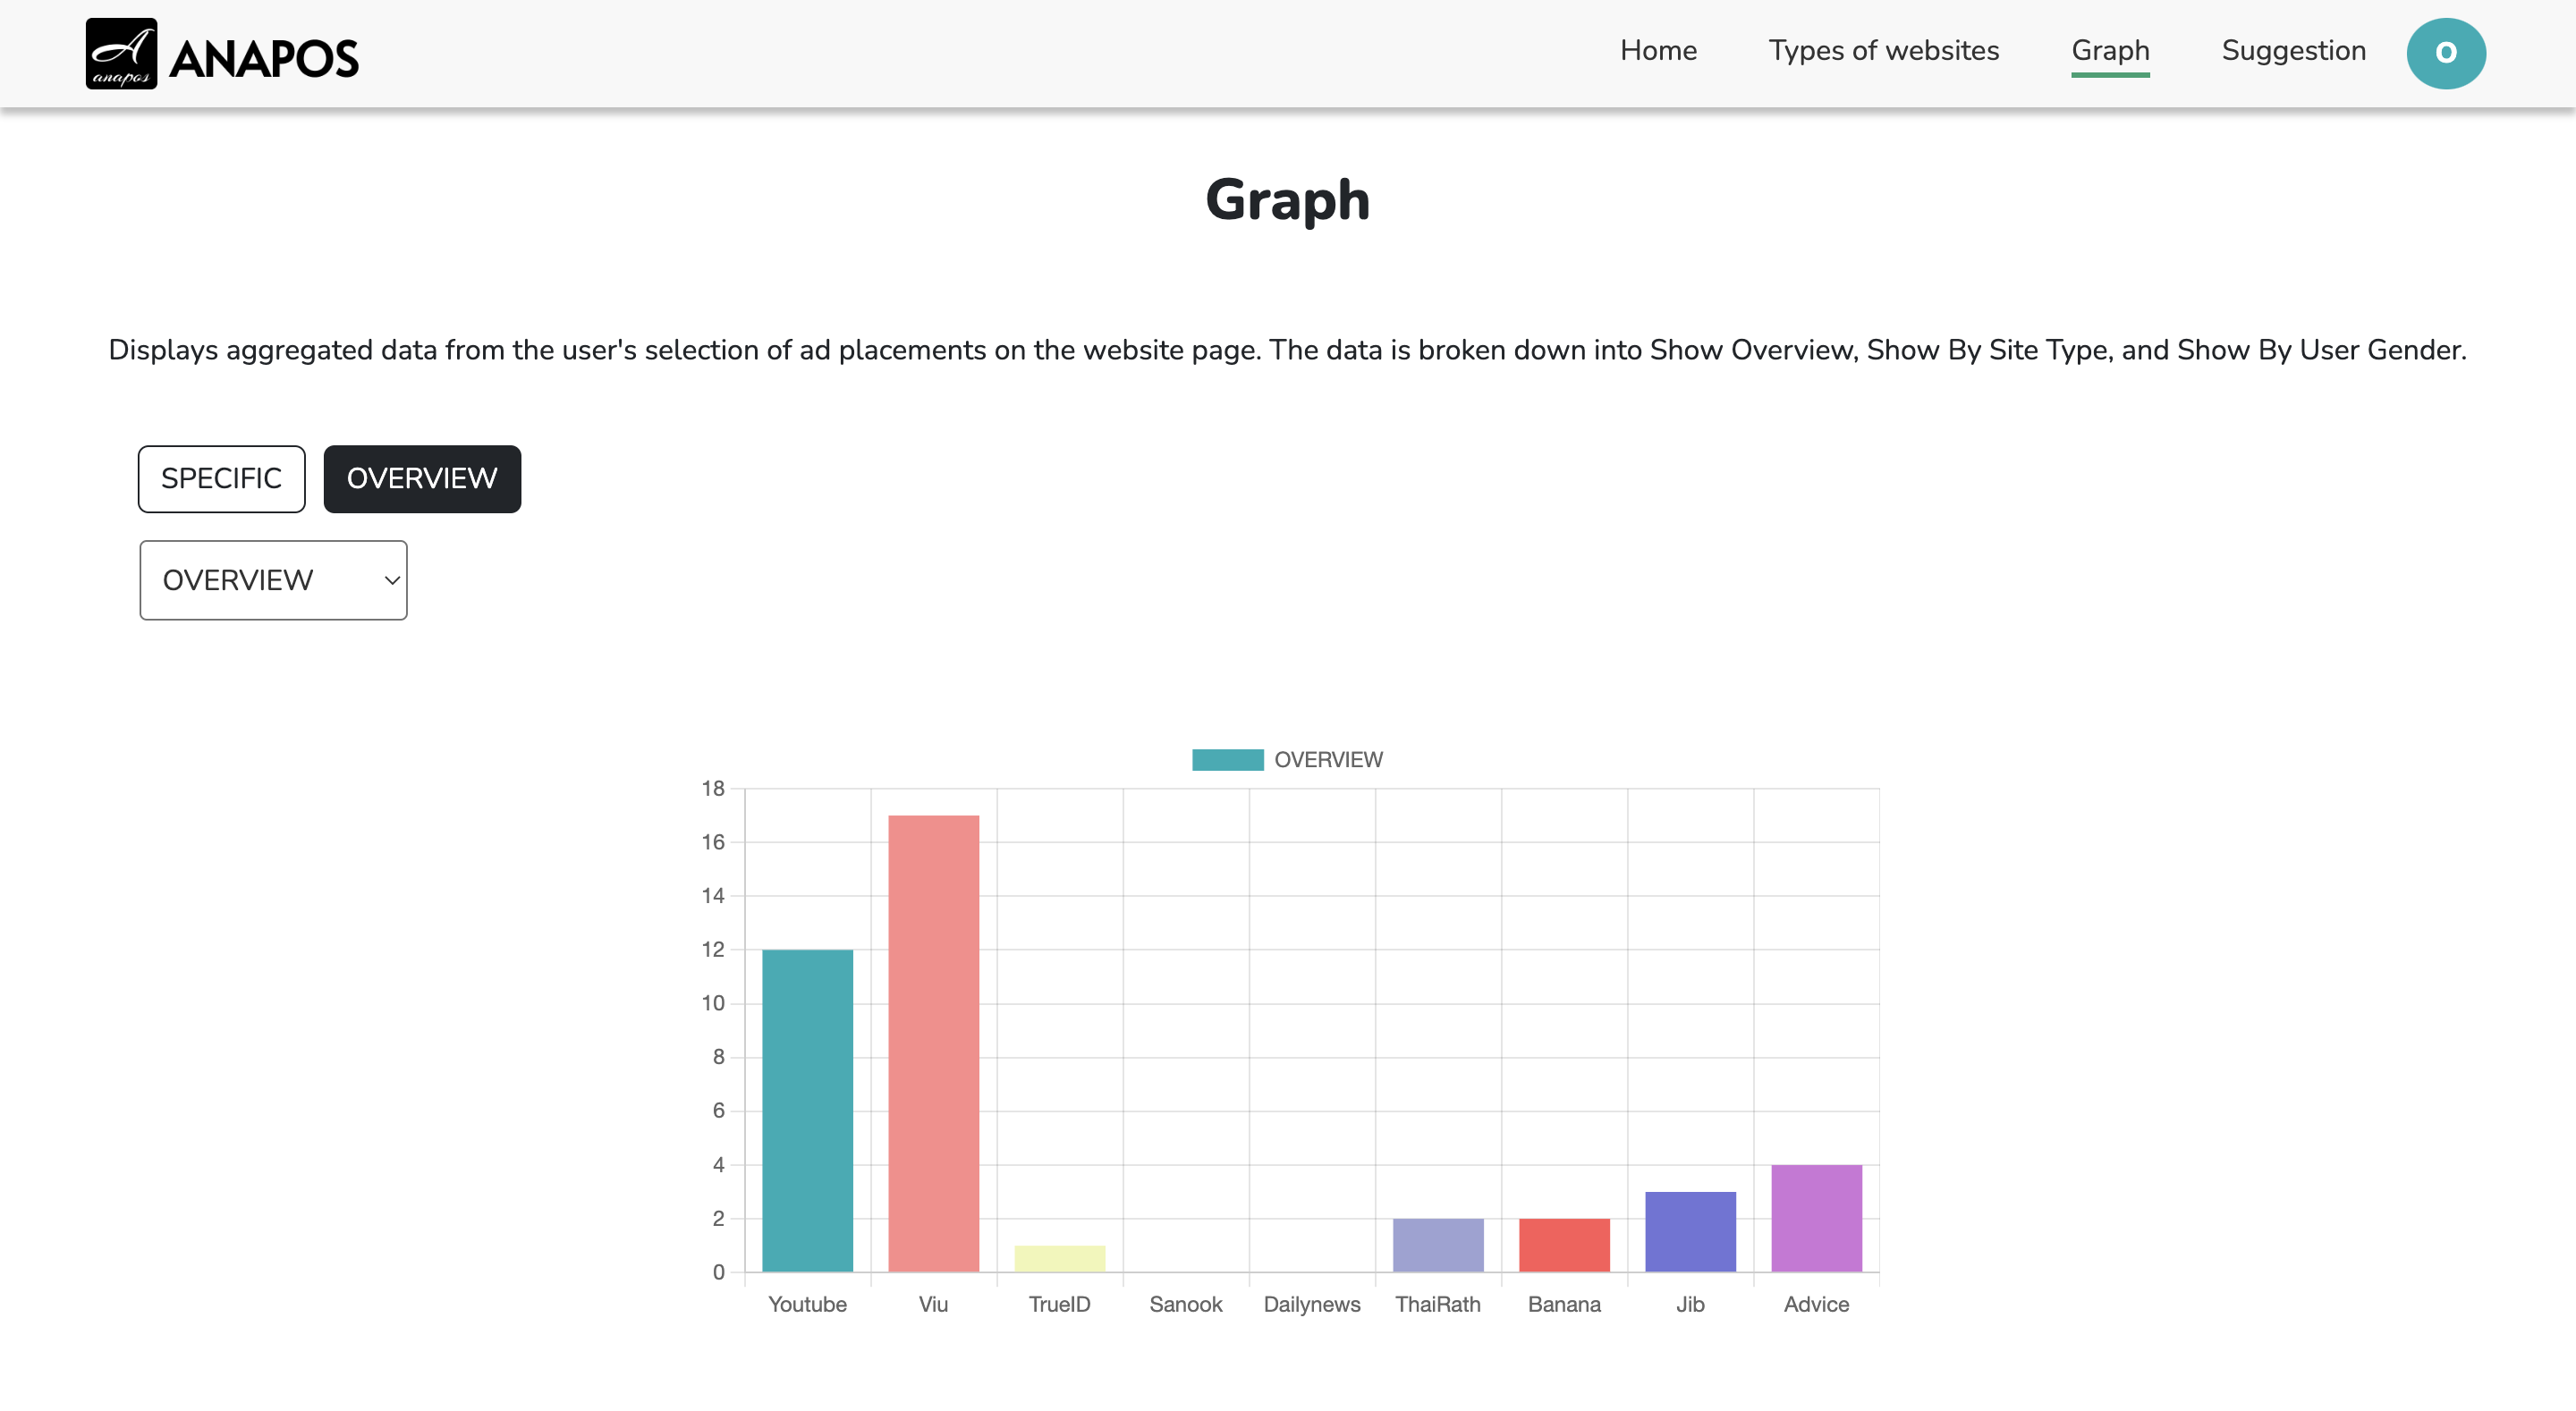 A
anapos
ANAPOS
Home
Types of websites
Graph
Suggestion
O
Graph
Displays aggregated data from the user's selection of ad placements on the website page. The data is broken down into Show Overview, Show By Site Type, and Show By User Gender.
SPECIFIC
OVERVIEW
OVERVIEW
OVERVIEW
18
16
14
12
10
8
6
4
2
0
Youtube
Viu
TrueID
Sanook
Dailynews
ThaiRath
Banana
Jib
Advice